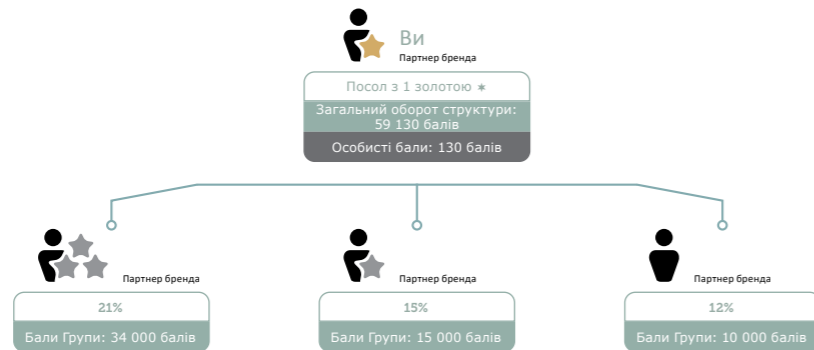 Ви
Партнер бренда
Посол з 1 золотою ✶
Загальний оборот структури:
59 130 балів
Особисті бали: 130 балів
Партнер бренда
Партнер бренда
Партнер бренда
21%
15%
12%
Бали Групи: 34 000 балів
Бали Групи: 15 000 балів
Бали Групи: 10 000 балів